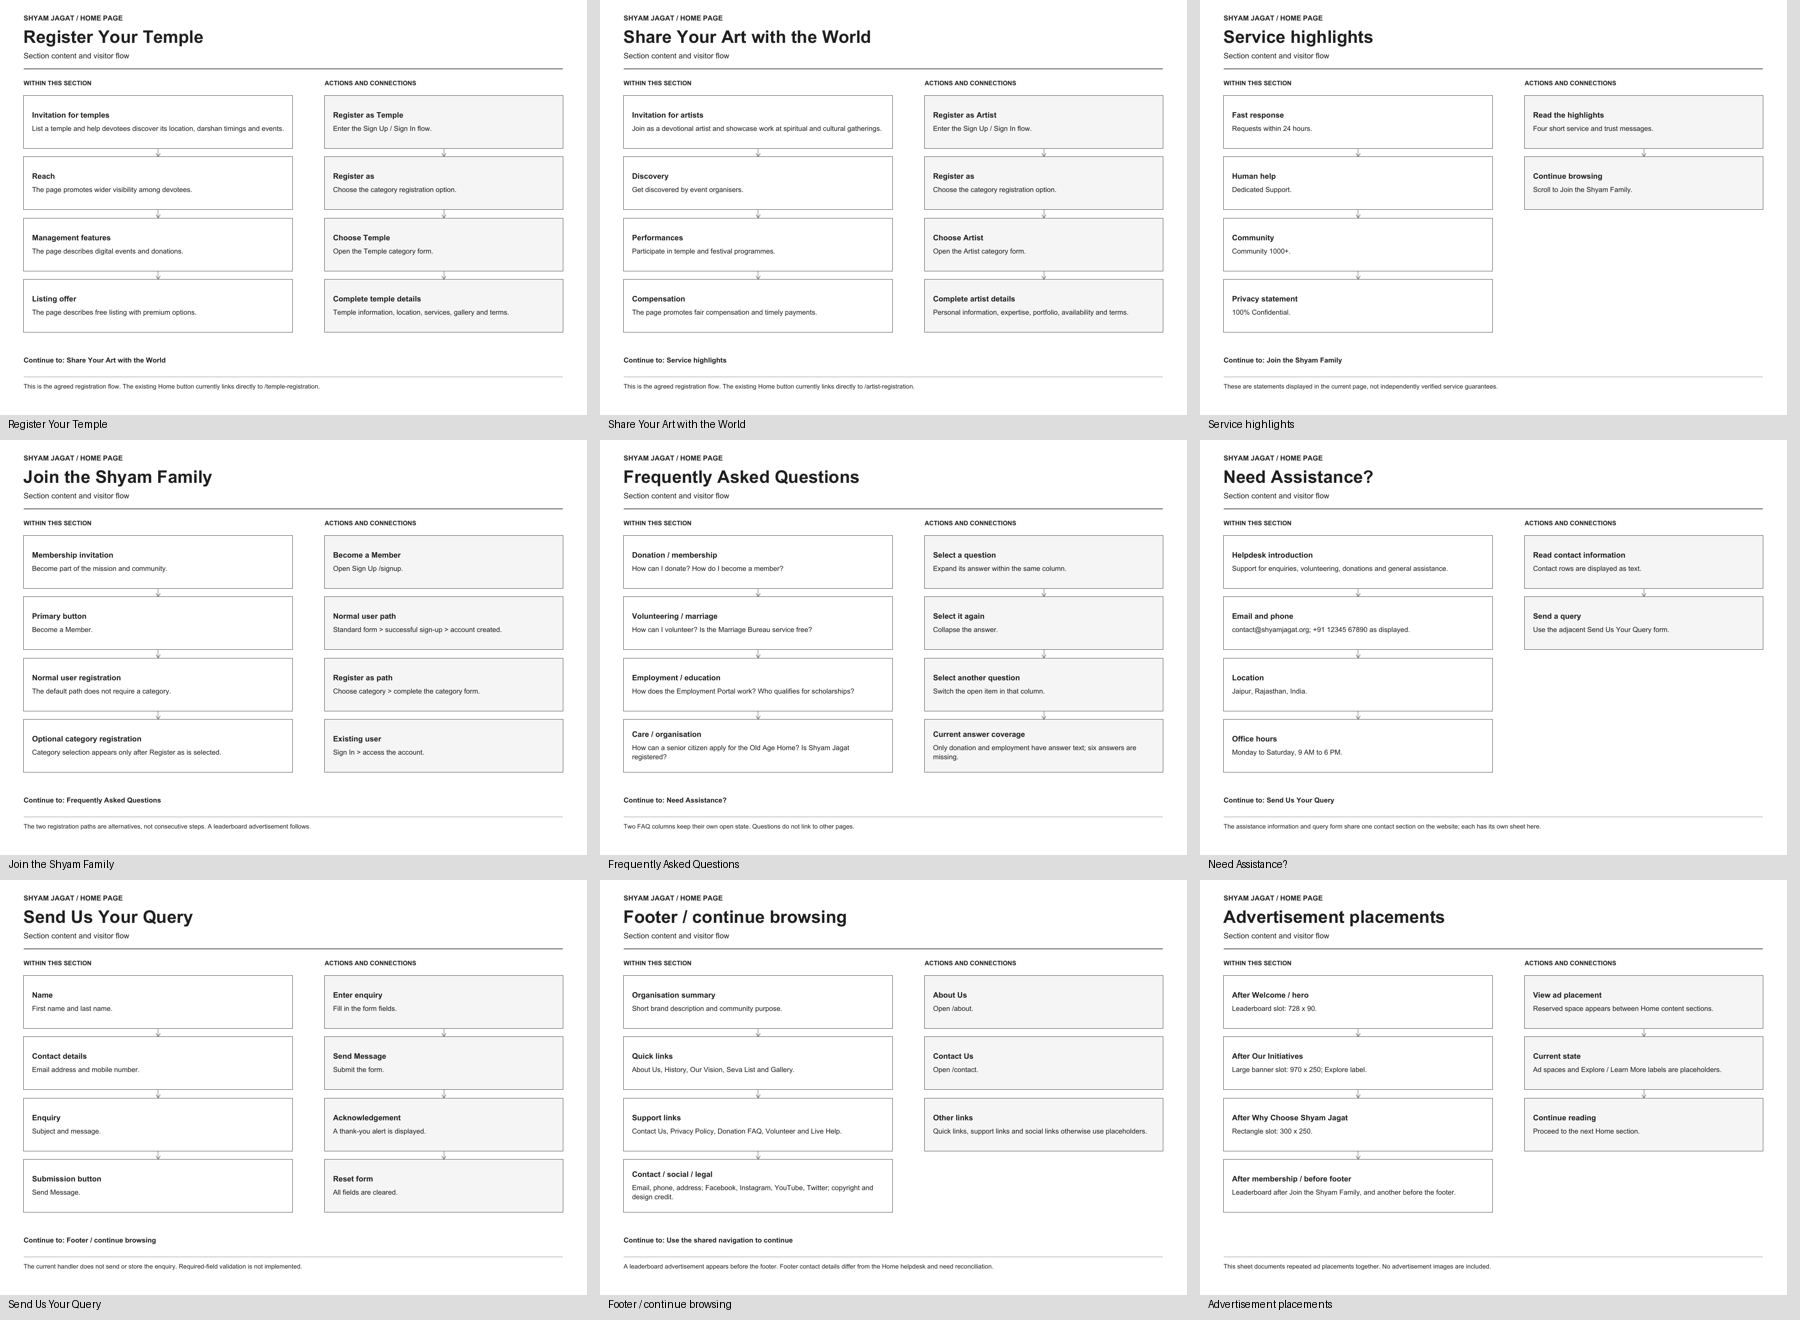 SHYAM JAGAT / HOME PAGE
Register Your Temple
Section content and visitor flow
WITHIN THIS SECTION
Invitation for temples
List a temple and help devotees discover its location, darshan timings and events.
Reach
The page promotes wider visibility among devotees.
Management features
The page describes digital events and donations.
Listing offer
The page describes free listing with premium options.
ACTIONS AND CONNECTIONS
Register as Temple
Enter the Sign Up / Sign In flow.
Register as
Choose the category registration option.
Choose Temple
Open the Temple category form.
Complete temple details
Temple information, location, services, gallery and terms.
Continue to: Share Your Art with the World
This is the agreed registration flow. The existing Home button currently links directly to /temple-registration.
Register Your Temple
SHYAM JAGAT / HOME PAGE
Share Your Art with the World
Section content and visitor flow
WITHIN THIS SECTION
Invitation for artists
Join as a devotional artist and showcase work at spiritual and cultural gatherings.
Discovery
Get discovered by event organisers.
Performances
Participate in temple and festival programmes.
Compensation
The page promotes fair compensation and timely payments.
ACTIONS AND CONNECTIONS
Register as Artist
Enter the Sign Up / Sign In flow.
Register as
Choose the category registration option.
Choose Artist
Open the Artist category form.
Complete artist details
Personal information, expertise, portfolio, availability and terms.
Continue to: Service highlights
This is the agreed registration flow. The existing Home button currently links directly to /artist-registration.
Share Your Art with the World
SHYAM JAGAT / HOME PAGE
Service highlights
Section content and visitor flow
WITHIN THIS SECTION
Fast response
Requests within 24 hours.
Human help
Dedicated Support.
Community
Community 1000+.
Privacy statement
100% Confidential.
ACTIONS AND CONNECTIONS
Read the highlights
Four short service and trust messages.
Continue browsing
Scroll to Join the Shyam Family.
Continue to: Join the Shyam Family
These are statements displayed in the current page, not independently verified service guarantees.
Service highlights
SHYAM JAGAT / HOME PAGE
Join the Shyam Family
Section content and visitor flow
WITHIN THIS SECTION
Membership invitation
Become part of the mission and community.
Primary button
Become a Member.
Normal user registration
The default path does not require a category.
Optional category registration
Category selection appears only after Register as is selected.
ACTIONS AND CONNECTIONS
Become a Member
Open Sign Up /signup.
Normal user path
Standard form > successful sign-up > account created.
Register as path
Choose category > complete the category form.
Existing user
Sign In > access the account.
Continue to: Frequently Asked Questions
The two registration paths are alternatives, not consecutive steps. A leaderboard advertisement follows.
Join the Shyam Family
SHYAM JAGAT / HOME PAGE
Frequently Asked Questions
Section content and visitor flow
WITHIN THIS SECTION
Donation / membership
How can I donate? How do I become a member?
Volunteering / marriage
How can I volunteer? Is the Marriage Bureau service free?
Employment / education
How does the Employment Portal work? Who qualifies for scholarships?
Care / organisation
How can a senior citizen apply for the Old Age Home? Is Shyam Jagat
registered?
ACTIONS AND CONNECTIONS
Select a question
Expand its answer within the same column.
Select it again
Collapse the answer.
Select another question
Switch the open item in that column.
Current answer coverage
Only donation and employment have answer text; six answers are
missing.
Continue to: Need Assistance?
Two FAQ columns keep their own open state. Questions do not link to other pages.
Frequently Asked Questions
SHYAM JAGAT / HOME PAGE
Need Assistance?
Section content and visitor flow
WITHIN THIS SECTION
Helpdesk introduction
Support for enquiries, volunteering, donations and general assistance.
Email and phone
contact@shyamjagat.org; +91 12345 67890 as displayed.
Location
Jaipur, Rajasthan, India.
Office hours
Monday to Saturday, 9 AM to 6 PM.
ACTIONS AND CONNECTIONS
Read contact information
Contact rows are displayed as text.
Send a query
Use the adjacent Send Us Your Query form.
Continue to: Send Us Your Query
The assistance information and query form share one contact section on the website; each has its own sheet here.
Need Assistance?
SHYAM JAGAT / HOME PAGE
Send Us Your Query
Section content and visitor flow
WITHIN THIS SECTION
Name
First name and last name.
Contact details
Email address and mobile number.
Enquiry
Subject and message.
Submission button
Send Message.
ACTIONS AND CONNECTIONS
Enter enquiry
Fill in the form fields.
Send Message
Submit the form.
Acknowledgement
A thank-you alert is displayed.
Reset form
All fields are cleared.
Continue to: Footer / continue browsing
The current handler does not send or store the enquiry. Required-field validation is not implemented.
Send Us Your Query
SHYAM JAGAT / HOME PAGE
Footer / continue browsing
Section content and visitor flow
WITHIN THIS SECTION
Organisation summary
Short brand description and community purpose.
Quick links
About Us, History, Our Vision, Seva List and Gallery.
Support links
Contact Us, Privacy Policy, Donation FAQ, Volunteer and Live Help.
Contact / social / legal
Email, phone, address; Facebook, Instagram, YouTube, Twitter; copyright and
design credit.
ACTIONS AND CONNECTIONS
About Us
Open /about.
Contact Us
Open /contact.
Other links
Quick links, support links and social links otherwise use placeholders.
Continue to: Use the shared navigation to continue
A leaderboard advertisement appears before the footer. Footer contact details differ from the Home helpdesk and need reconciliation.
Footer / continue browsing
SHYAM JAGAT / HOME PAGE
Advertisement placements
Section content and visitor flow
WITHIN THIS SECTION
After Welcome / hero
Leaderboard slot: 728 x 90.
After Our Initiatives
Large banner slot: 970 x 250; Explore label.
After Why Choose Shyam Jagat
Rectangle slot: 300 x 250.
After membership / before footer
Leaderboard after Join the Shyam Family, and another before the footer.
ACTIONS AND CONNECTIONS
View ad placement
Reserved space appears between Home content sections.
Current state
Ad spaces and Explore / Learn More labels are placeholders.
Continue reading
Proceed to the next Home section.
This sheet documents repeated ad placements together. No advertisement images are included.
Advertisement placements